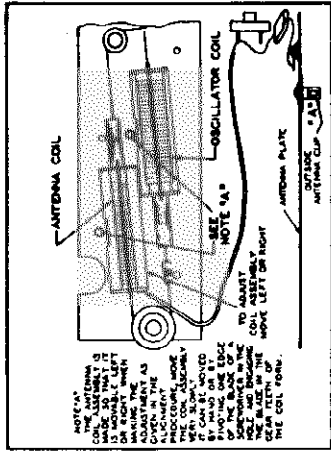 NOTE "A"
THE ANTENNA
COIL ASSEMBLY IS
MADE SO THAT IT
IS MOVABLE LEFT
OR RIGHT WHEN
MAKING THE
ADJUSTMENTS AS
GIVEN IN THE
ALIGNMENT
PROCEDURE. MOVE
THE COIL ASSEMBLY
VERY SLOWLY
IT CAN BE MOVED
BY HAND OR BY
PIVOTING ONE EDGE
OF THE BLADE OF A
SCREWDRIVER IN THE
HOLE AND ENGAGING
THE BLADE IN THE
GEAR TEETH OF
THE COIL FORM.
ANTENNA COIL
SEE
NOTE "A"
OSCILLATOR COIL
TO ADJUST
COIL ASSEMBLY
MOVE LEFT OR RIGHT
ANTENNA PLATE
"A"
OUTSIDE
ANTENNA CLIP